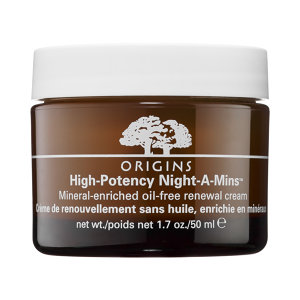 ORIGINS
High-Potency Night-A-Mins™
Mineral-enriched oil-free renewal cream
Crème de renouvellement sans huile, enrichie en minéraux
net wt./poids net 1.7 oz./50 ml ℮